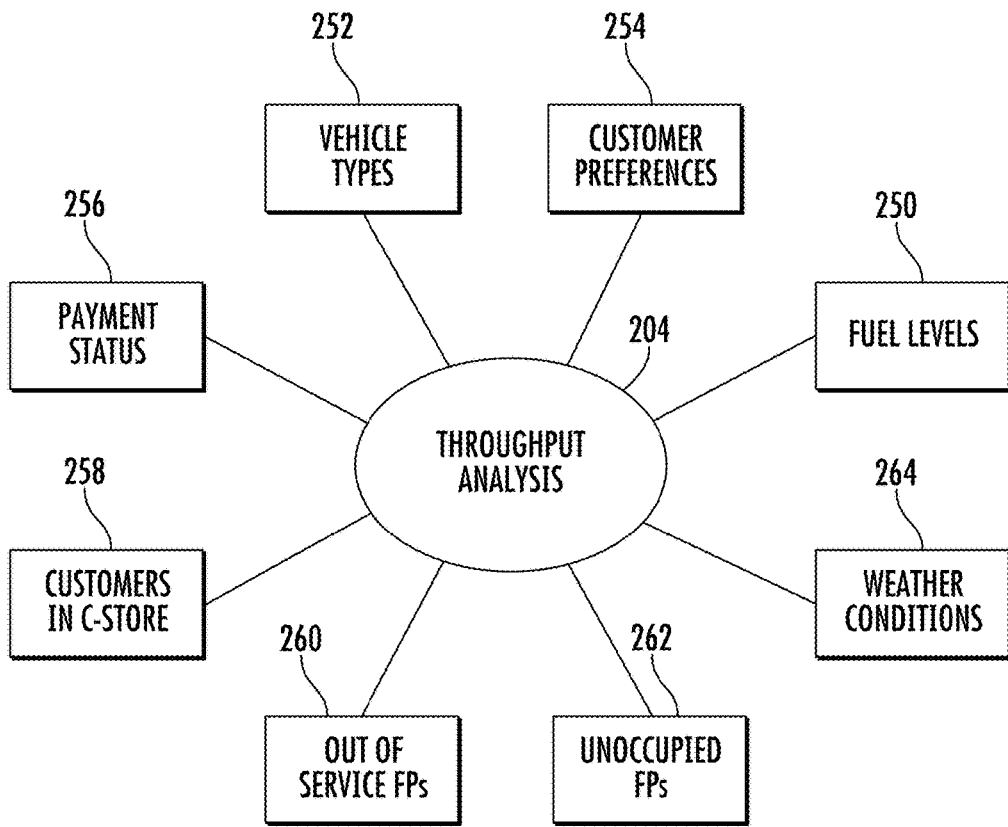 252
VEHICLE
TYPES
254
CUSTOMER
PREFERENCES
256
PAYMENT
STATUS
250
FUEL LEVELS
204
THROUGHPUT
ANALYSIS
258
CUSTOMERS
IN C-STORE
264
WEATHER
CONDITIONS
260
OUT OF
SERVICE FPs
262
UNOCCUPIED
FPs